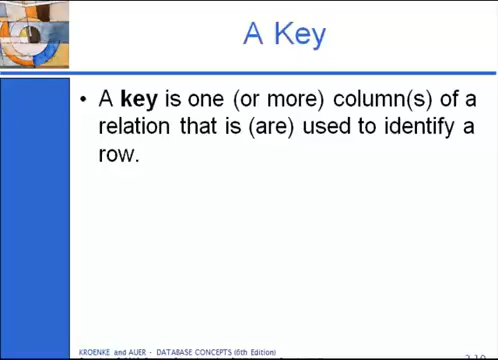 A Key
• A key is one (or more) column(s) of a
relation that is (are) used to identify a
row.
KROENKE and AUER - DATABASE CONCEPTS (6th Edition)